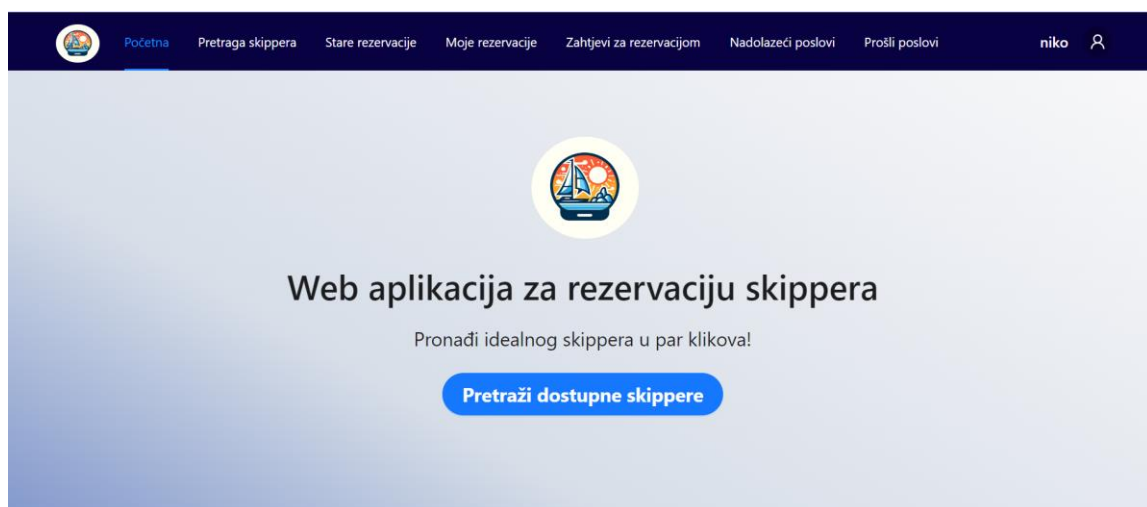 Početna Pretraga skippera Stare rezervacije Moje rezervacije Zahtjevi za rezervacijom Nadolazeći poslovi Prošli poslovi niko
Web aplikacija za rezervaciju skippera
Pronađi idealnog skippera u par klikova!
Pretraži dostupne skippere